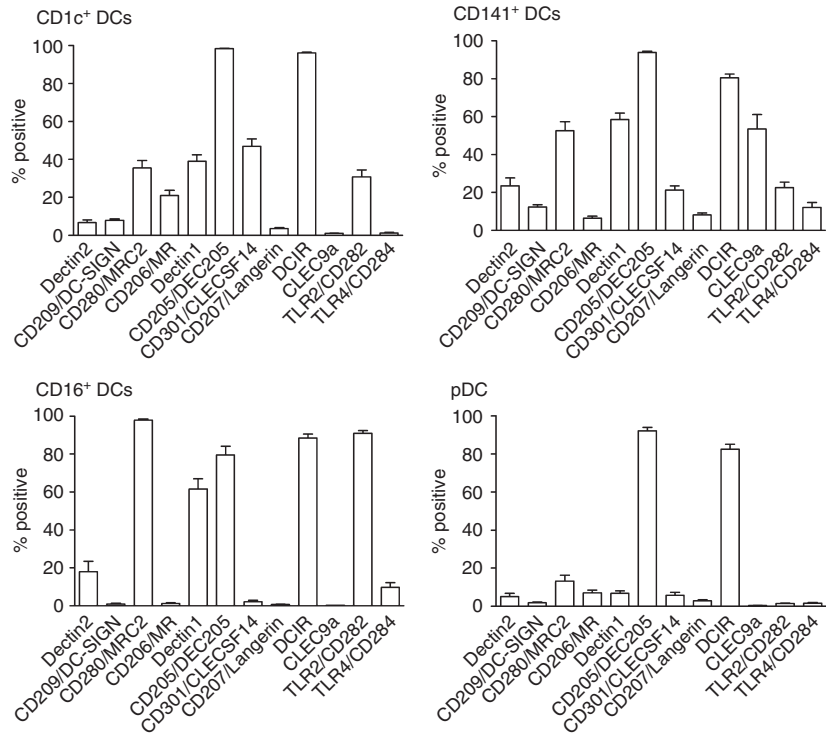 CD1c⁺ DCs
% positive
100
80
60
40
20
0
Dectin2
CD209/DC-SIGN
CD280/MRC2
CD206/MR
Dectin1
CD205/DEC205
CD301/CLECSF14
CD207/Langerin
DCIR
CLEC9a
TLR2/CD282
TLR4/CD284
CD141⁺ DCs
% positive
100
80
60
40
20
0
Dectin2
CD209/DC-SIGN
CD280/MRC2
CD206/MR
Dectin1
CD205/DEC205
CD301/CLECSF14
CD207/Langerin
DCIR
CLEC9a
TLR2/CD282
TLR4/CD284
CD16⁺ DCs
% positive
100
80
60
40
20
0
Dectin2
CD209/DC-SIGN
CD280/MRC2
CD206/MR
Dectin1
CD205/DEC205
CD301/CLECSF14
CD207/Langerin
DCIR
CLEC9a
TLR2/CD282
TLR4/CD284
pDC
% positive
100
80
60
40
20
0
Dectin2
CD209/DC-SIGN
CD280/MRC2
CD206/MR
Dectin1
CD205/DEC205
CD301/CLECSF14
CD207/Langerin
DCIR
CLEC9a
TLR2/CD282
TLR4/CD284